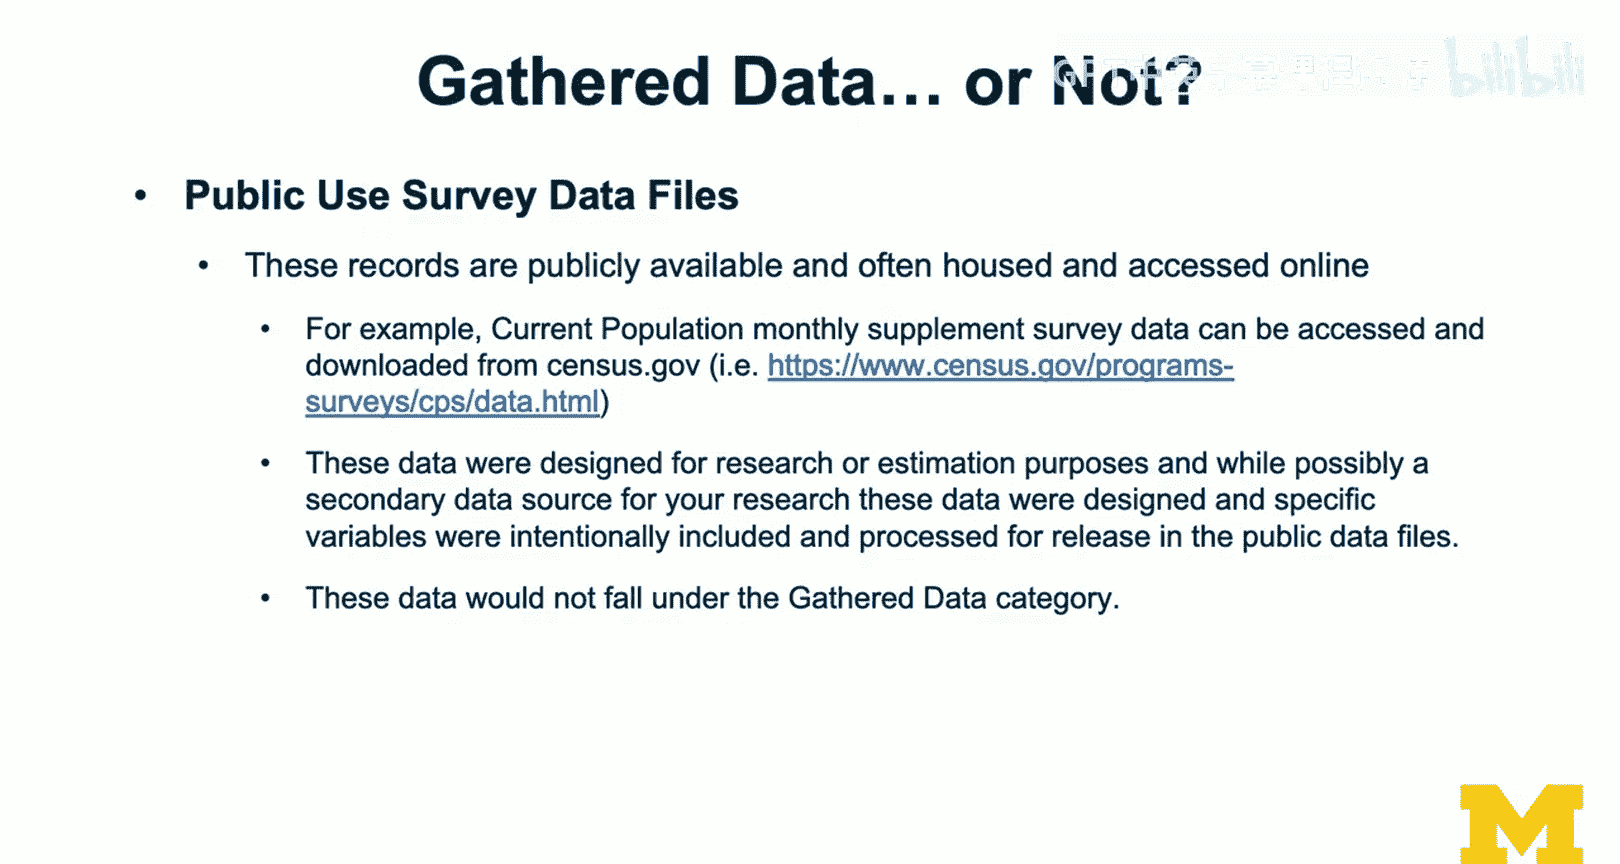 Gathered Data… or Not?
bilibili
• Public Use Survey Data Files
• These records are publicly available and often housed and accessed online
• For example, Current Population monthly supplement survey data can be accessed and
downloaded from census.gov (i.e. https://www.census.gov/programs-
surveys/cps/data.html)
• These data were designed for research or estimation purposes and while possibly a
secondary data source for your research these data were designed and specific
variables were intentionally included and processed for release in the public data files.
• These data would not fall under the Gathered Data category.
M